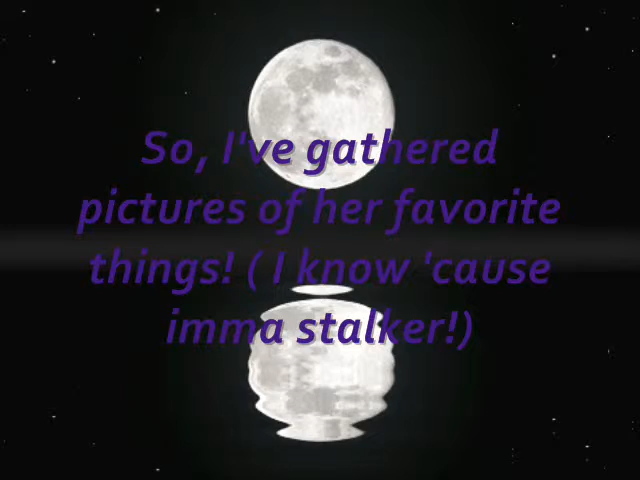 So, I've gathered
pictures of her favorite
things! ( I know 'cause
imma stalker!)